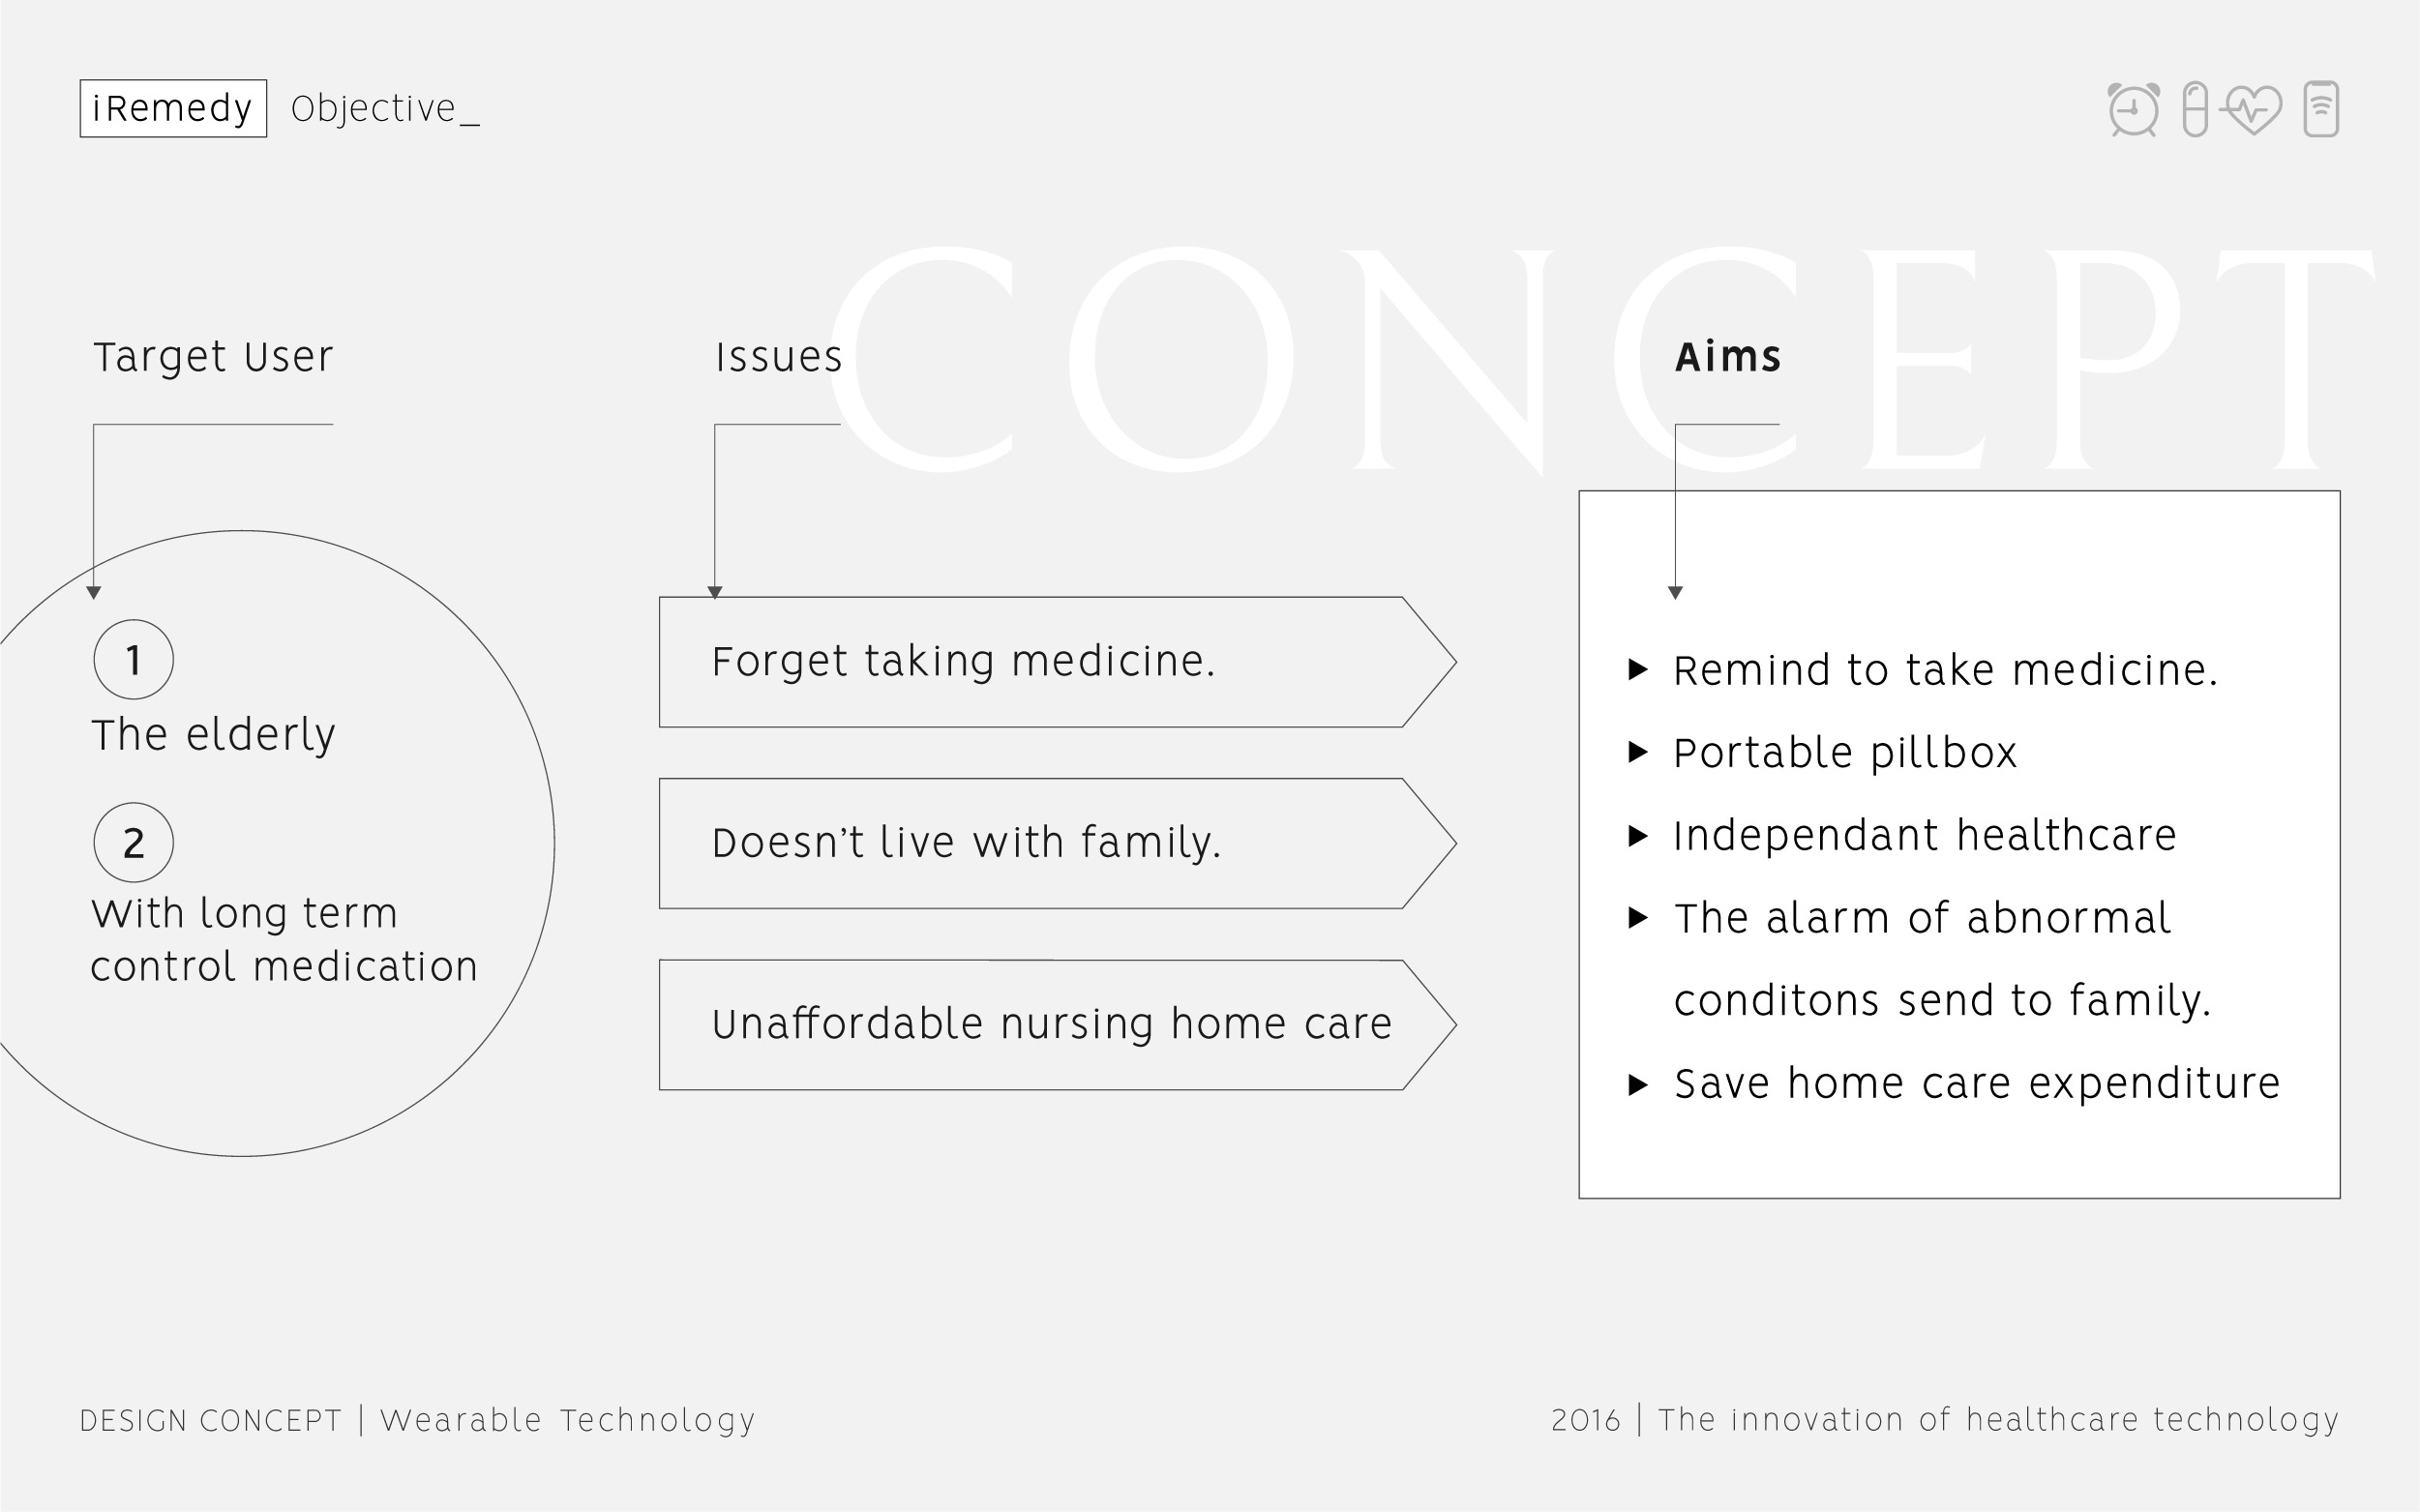 iRemedy Objective_
CONCEPT
Target User
1
The elderly
2
With long term
control medication
Issues
Forget taking medicine.
Doesn't live with family.
Unaffordable nursing home care
Aims
Remind to take medicine.
Portable pillbox
Independant healthcare
The alarm of abnormal
conditons send to family.
Save home care expenditure
DESIGN CONCEPT | Wearable Technology
2016 | The innovation of healthcare technology